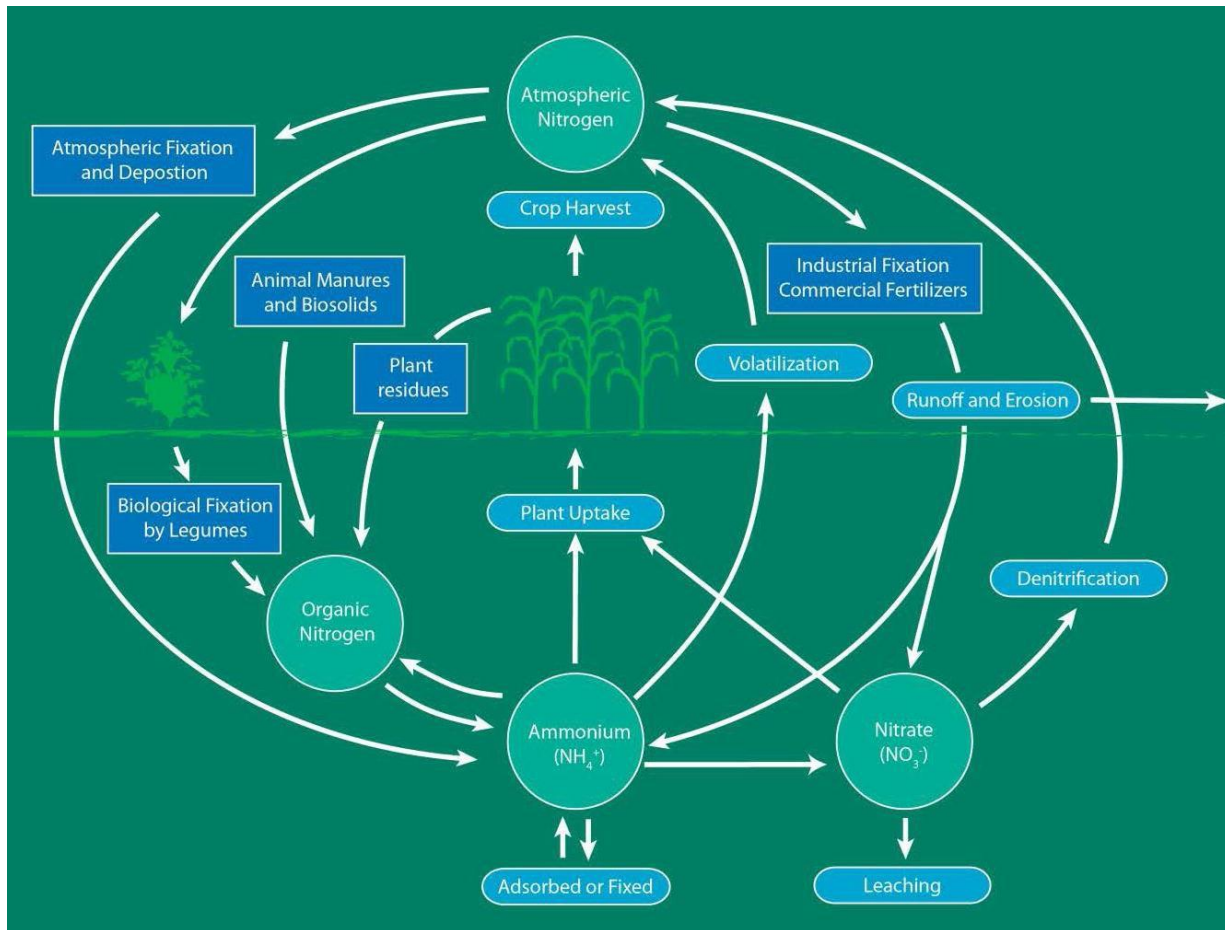 Atmospheric
Nitrogen
Atmospheric Fixation
and Depostion
Crop Harvest
Animal Manures
and Biosolids
Industrial Fixation
Commercial Fertilizers
Plant
residues
Volatilization
Runoff and Erosion
Biological Fixation
by Legumes
Plant Uptake
Denitrification
Organic
Nitrogen
Ammonium
(NH₄⁺)
Nitrate
(NO₃⁻)
Adsorbed or Fixed
Leaching